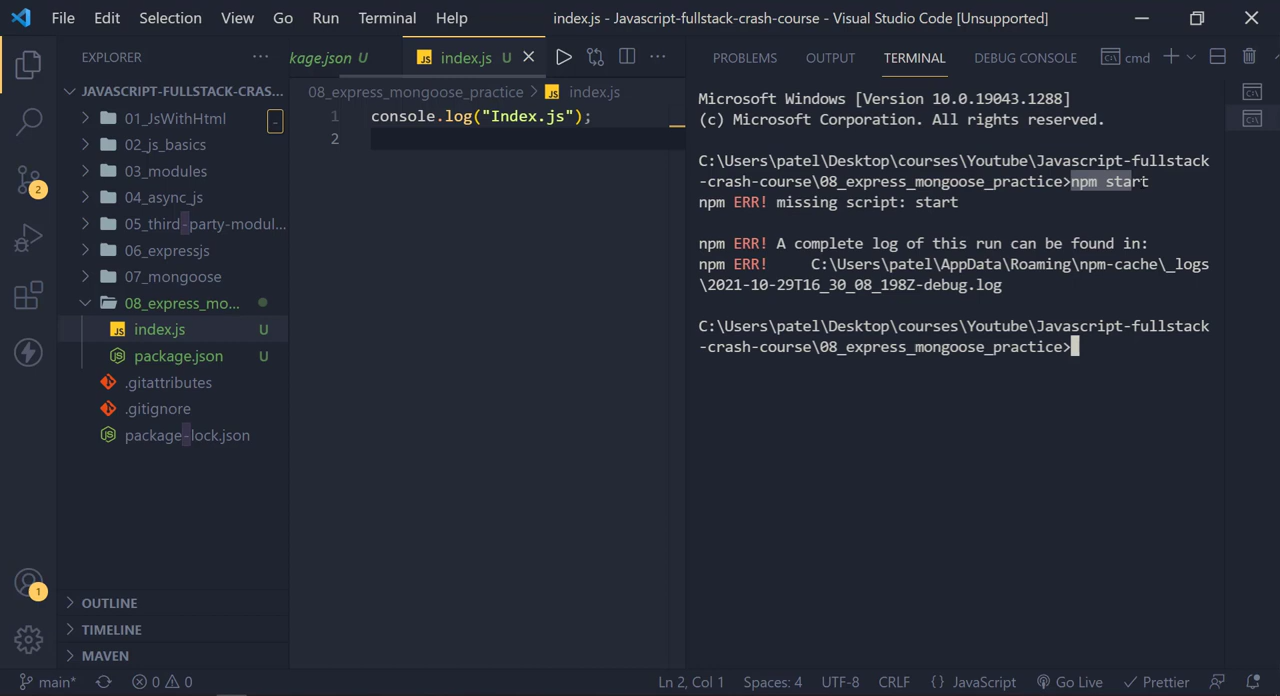 File Edit Selection View Go Run Terminal Help
index.js - Javascript-fullstack-crash-course - Visual Studio Code [Unsupported]
EXPLORER
JAVASCRIPT-FULLSTACK-CRAS...
01_JsWithHtml
02_js_basics
03_modules
04_async_js
05_third-party-modul...
06_expressjs
07_mongoose
08_express_mo...
index.js U
package.json U
.gitattributes
.gitignore
package-lock.json
OUTLINE
TIMELINE
MAVEN
2
1
kage.json U
index.js U
08_express_mongoose_practice > index.js
1 console.log("Index.js");
2
PROBLEMS OUTPUT TERMINAL DEBUG CONSOLE cmd
Microsoft Windows [Version 10.0.19043.1288]
(c) Microsoft Corporation. All rights reserved.
C:\Users\patel\Desktop\courses\Youtube\Javascript-fullstack
-crash-course\08_express_mongoose_practice>npm start
npm ERR! missing script: start
npm ERR! A complete log of this run can be found in:
npm ERR!     C:\Users\patel\AppData\Roaming\npm-cache\_logs
\2021-10-29T16_30_08_198Z-debug.log
C:\Users\patel\Desktop\courses\Youtube\Javascript-fullstack
-crash-course\08_express_mongoose_practice>
main* 0 0 Ln 2, Col 1 Spaces: 4 UTF-8 CRLF {} JavaScript Go Live Prettier